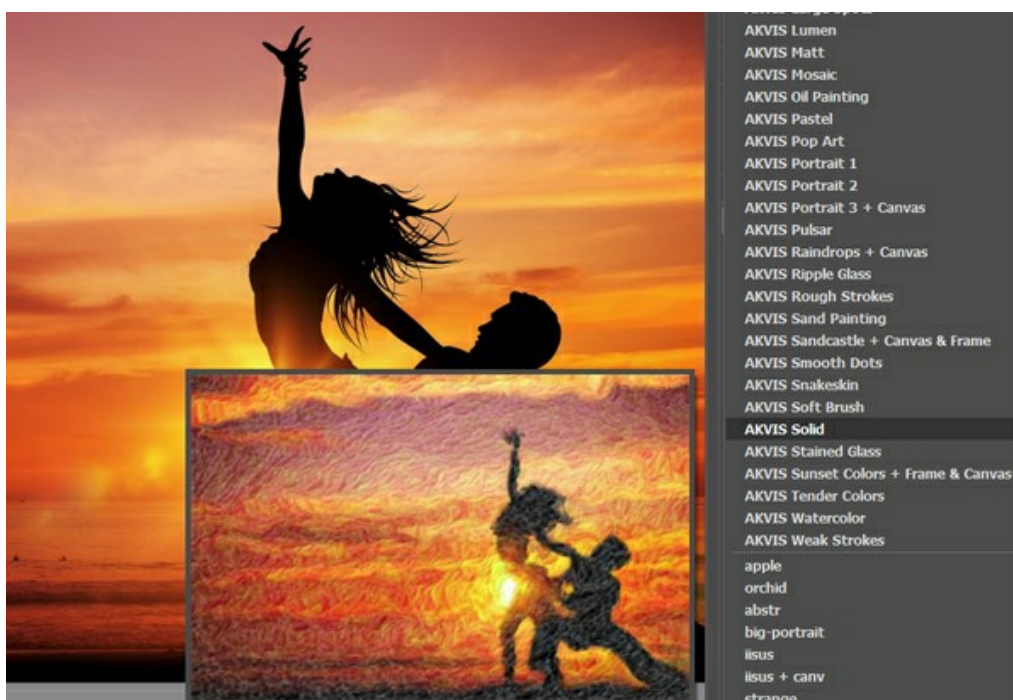 AKVIS Lumen
AKVIS Matt
AKVIS Mosaic
AKVIS Oil Painting
AKVIS Pastel
AKVIS Pop Art
AKVIS Portrait 1
AKVIS Portrait 2
AKVIS Portrait 3 + Canvas
AKVIS Pulsar
AKVIS Raindrops + Canvas
AKVIS Ripple Glass
AKVIS Rough Strokes
AKVIS Sand Painting
AKVIS Sandcastle + Canvas & Frame
AKVIS Smooth Dots
AKVIS Snakeskin
AKVIS Soft Brush
AKVIS Solid
AKVIS Stained Glass
AKVIS Sunset Colors + Frame & Canvas
AKVIS Tender Colors
AKVIS Watercolor
AKVIS Weak Strokes
apple
orchid
abstr
big-portrait
iisus
iisus + canv
strange